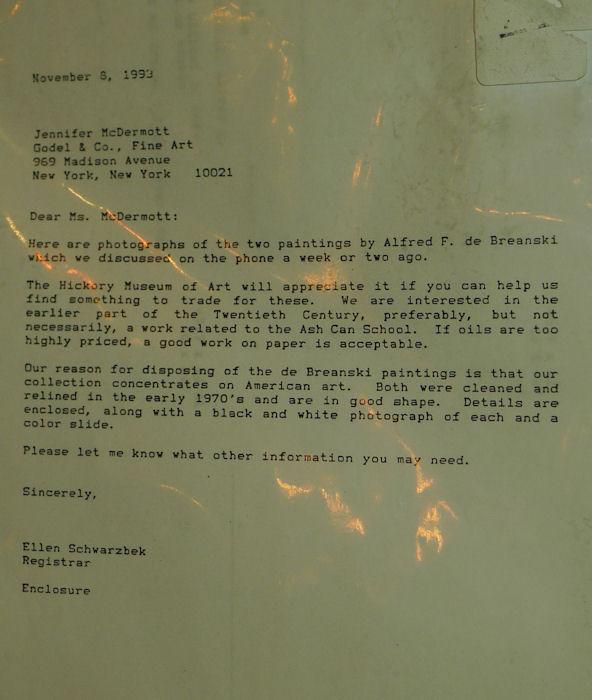 November 8, 1993
Jennifer McDermott
Godel & Co., Fine Art
969 Madison Avenue
New York, New York 10021
Dear Ms. McDermott:
Here are photographs of the two paintings by Alfred F. de Breanski
which we discussed on the phone a week or two ago.
The Hickory Museum of Art will appreciate it if you can help us
find something to trade for these. We are interested in the
earlier part of the Twentieth Century, preferably, but not
necessarily, a work related to the Ash Can School. If oils are too
highly priced, a good work on paper is acceptable.
Our reason for disposing of the de Breanski paintings is that our
collection concentrates on American art. Both were cleaned and
relined in the early 1970's and are in good shape. Details are
enclosed, along with a black and white photograph of each and a
color slide.
Please let me know what other information you may need.
Sincerely,
Ellen Schwarzbek
Registrar
Enclosure